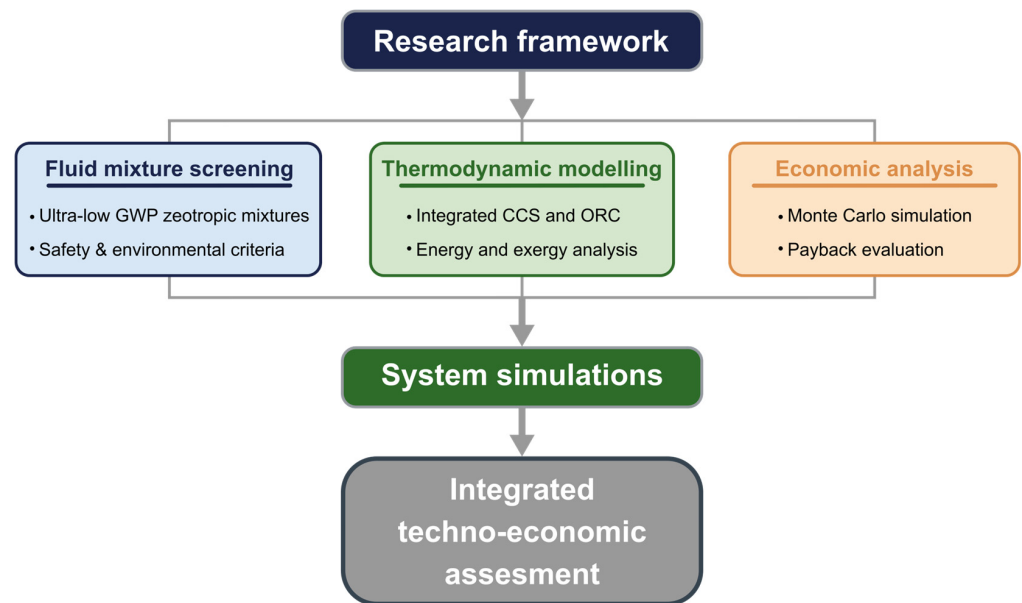 Research framework
Fluid mixture screening
• Ultra-low GWP zeotropic mixtures
• Safety & environmental criteria
Thermodynamic modelling
• Integrated CCS and ORC
• Energy and exergy analysis
Economic analysis
• Monte Carlo simulation
• Payback evaluation
System simulations
Integrated
techno-economic
assesment